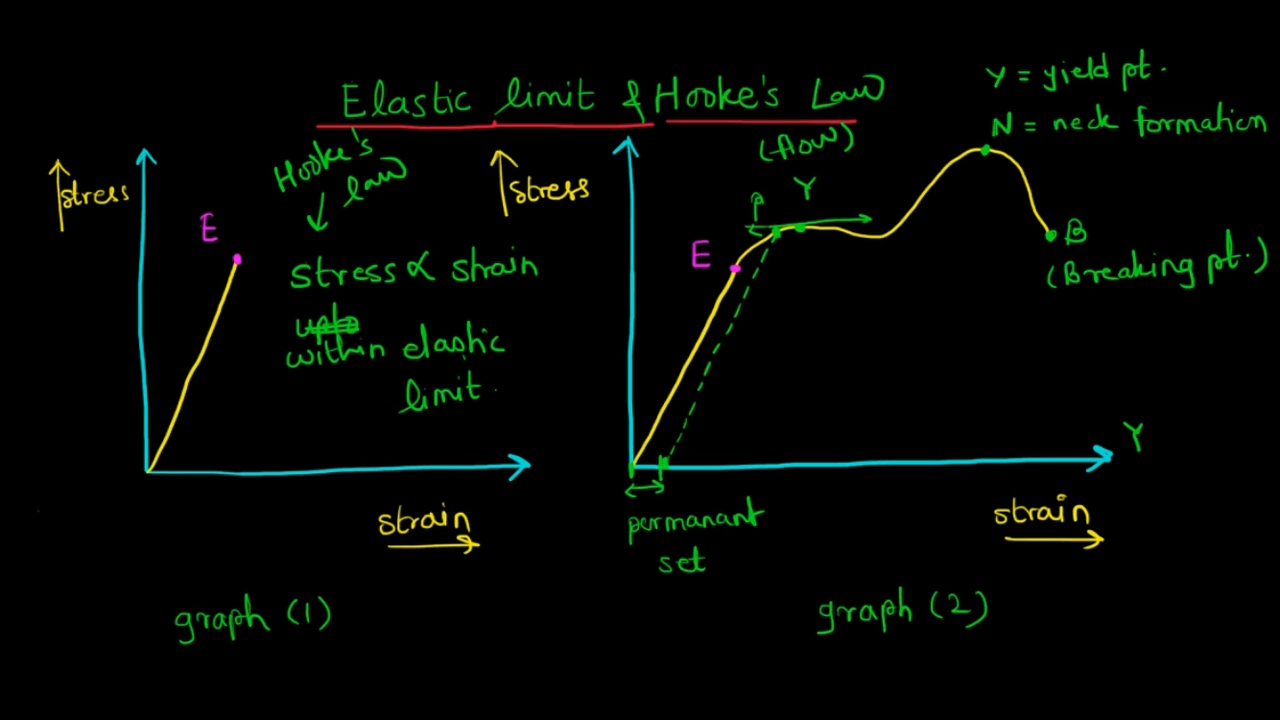 Elastic limit & Hooke's Law
Y = yield pt.
N = neck formation
(flow)
Hooke's
law
stress
stress
P
Y
E
E
B
(Breaking pt.)
stress ∝ strain
within elastic
limit.
Y
strain
strain
permanant
set
graph (1)
graph (2)